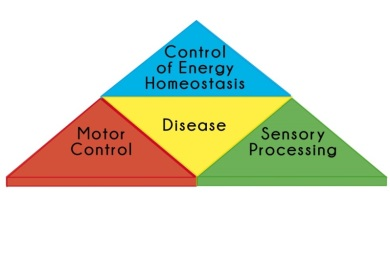 Control
of Energy
Homeostasis
Disease
Motor
Control
Sensory
Processing